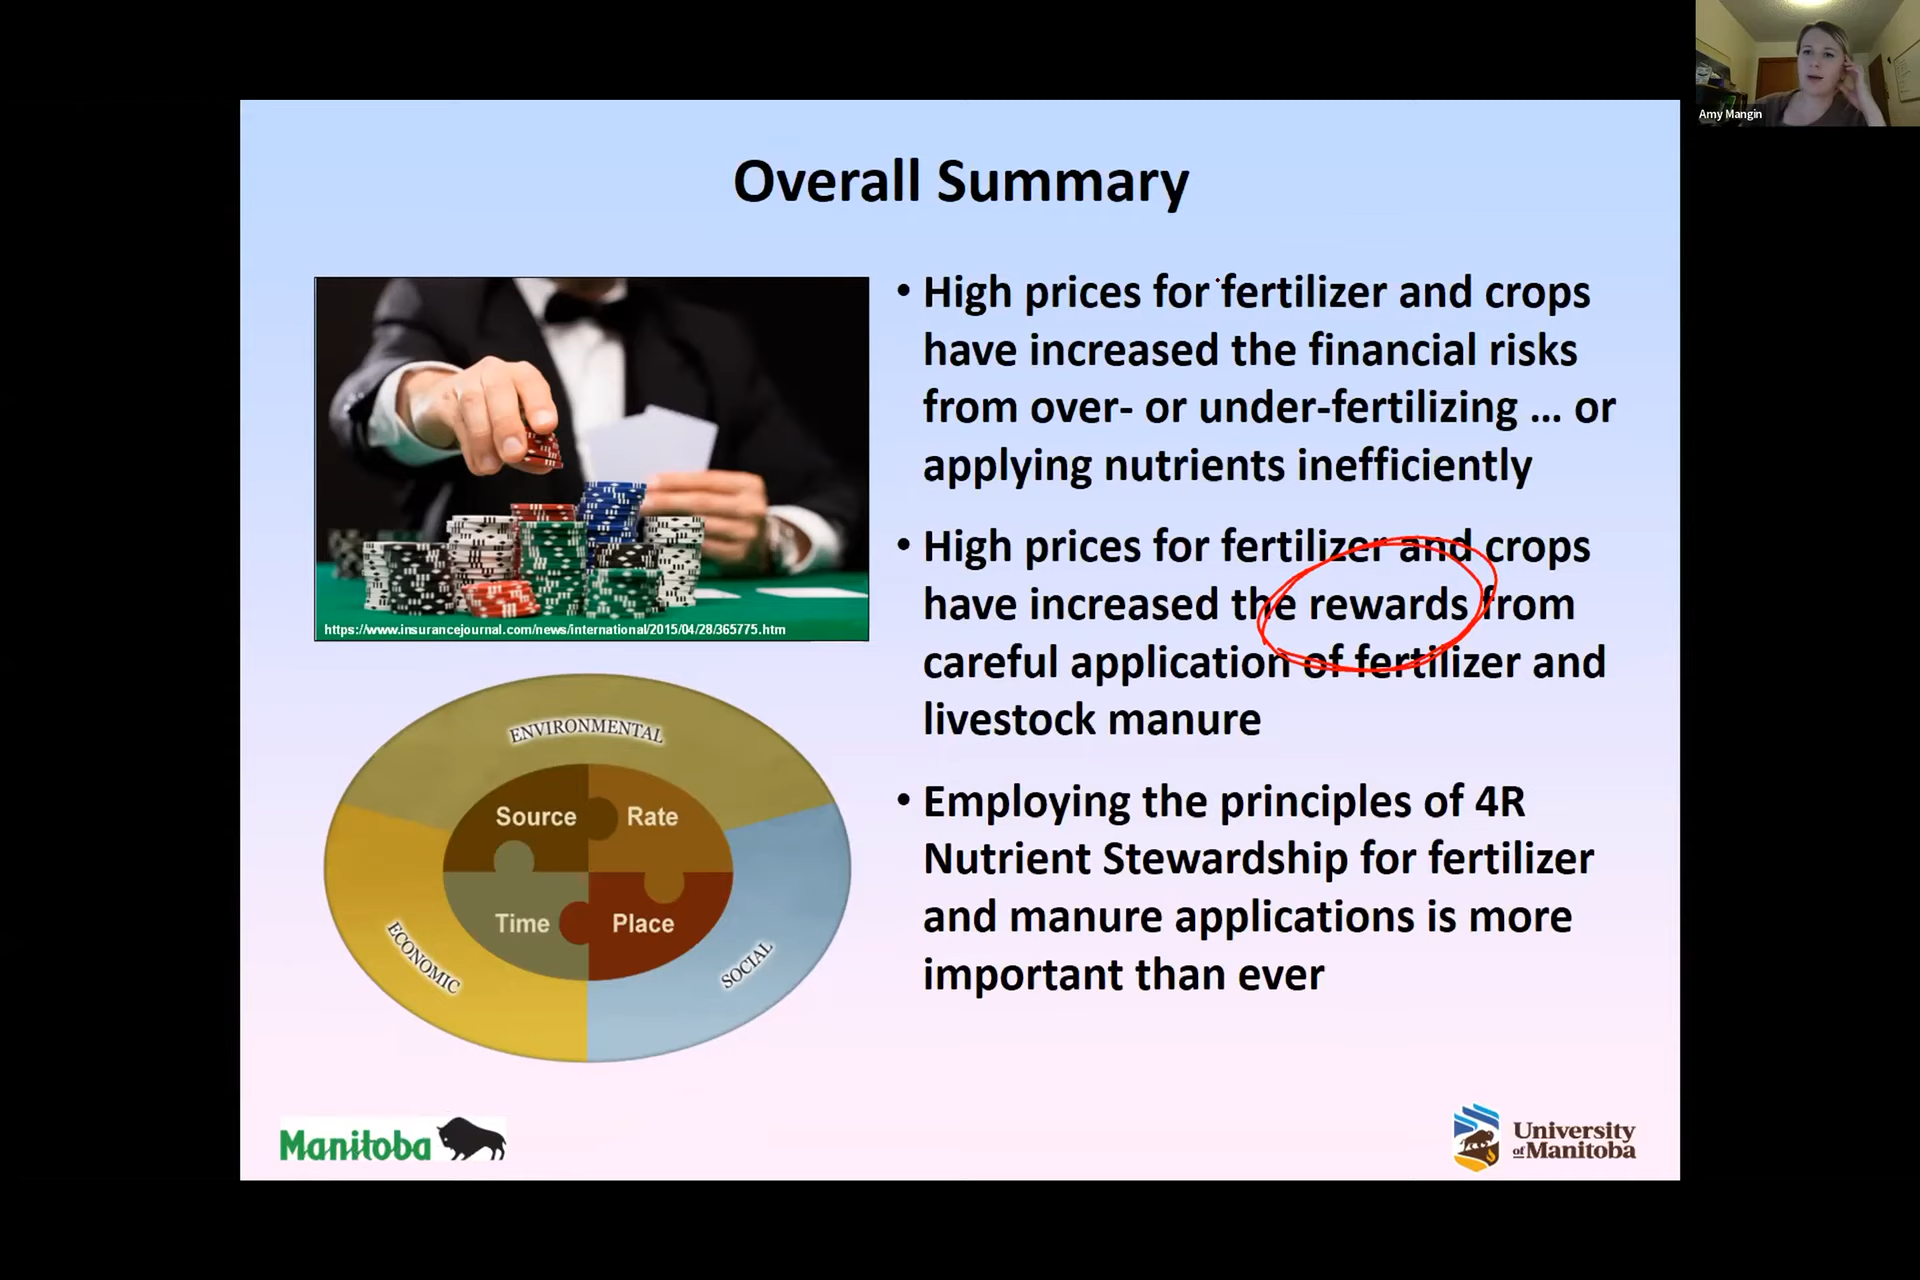 Amy Mangin
Overall Summary
• High prices for fertilizer and crops
have increased the financial risks
from over- or under-fertilizing ... or
applying nutrients inefficiently
• High prices for fertilizer and crops
have increased the rewards from
careful application of fertilizer and
livestock manure
• Employing the principles of 4R
Nutrient Stewardship for fertilizer
and manure applications is more
important than ever
https://www.insurancejournal.com/news/international/2015/04/28/365775.htm
ENVIRONMENTAL
Source Rate
Time Place
ECONOMIC
SOCIAL
Manitoba
University
of Manitoba